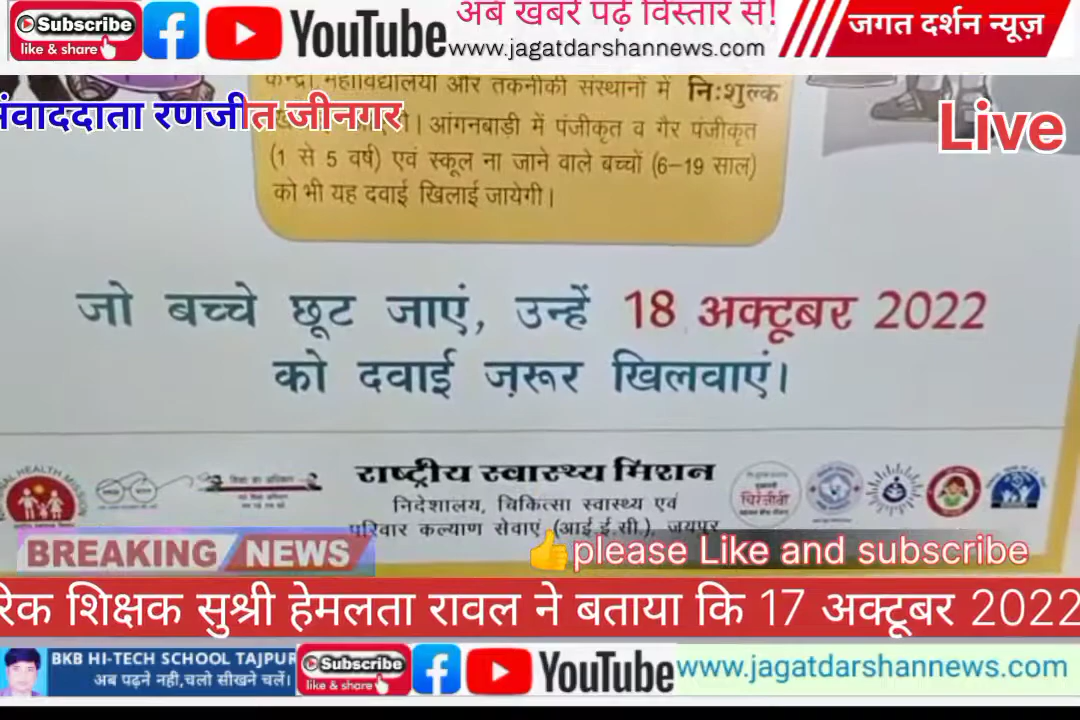 Subscribe
like & share
f
YouTube
अब खबरें पढ़ें विस्तार से!
www.jagatdarshannews.com
जगत दर्शन न्यूज़
महाविद्यालयों और तकनीकी संस्थानों में निःशुल्क
संवाददाता रणजीत जीनगर
Live
आंगनबाड़ी में पंजीकृत व गैर पंजीकृत
(1 से 5 वर्ष) एवं स्कूल ना जाने वाले बच्चों (6–19 साल)
को भी यह दवाई खिलाई जायेगी।
जो बच्चे छूट जाएं, उन्हें 18 अक्टूबर 2022
को दवाई ज़रूर खिलवाएं।
राष्ट्रीय स्वास्थ्य मिशन
निदेशालय, चिकित्सा स्वास्थ्य एवं
परिवार कल्याण सेवाएं (आई.ई.सी.), जयपुर
BREAKING NEWS
please Like and subscribe
रिक शिक्षक सुश्री हेमलता रावल ने बताया कि 17 अक्टूबर 2022
BKB HI-TECH SCHOOL TAJPUR
अब पढ़ने नही,चलो सीखने चलें।
Subscribe
like & share
f
YouTube
www.jagatdarshannews.com